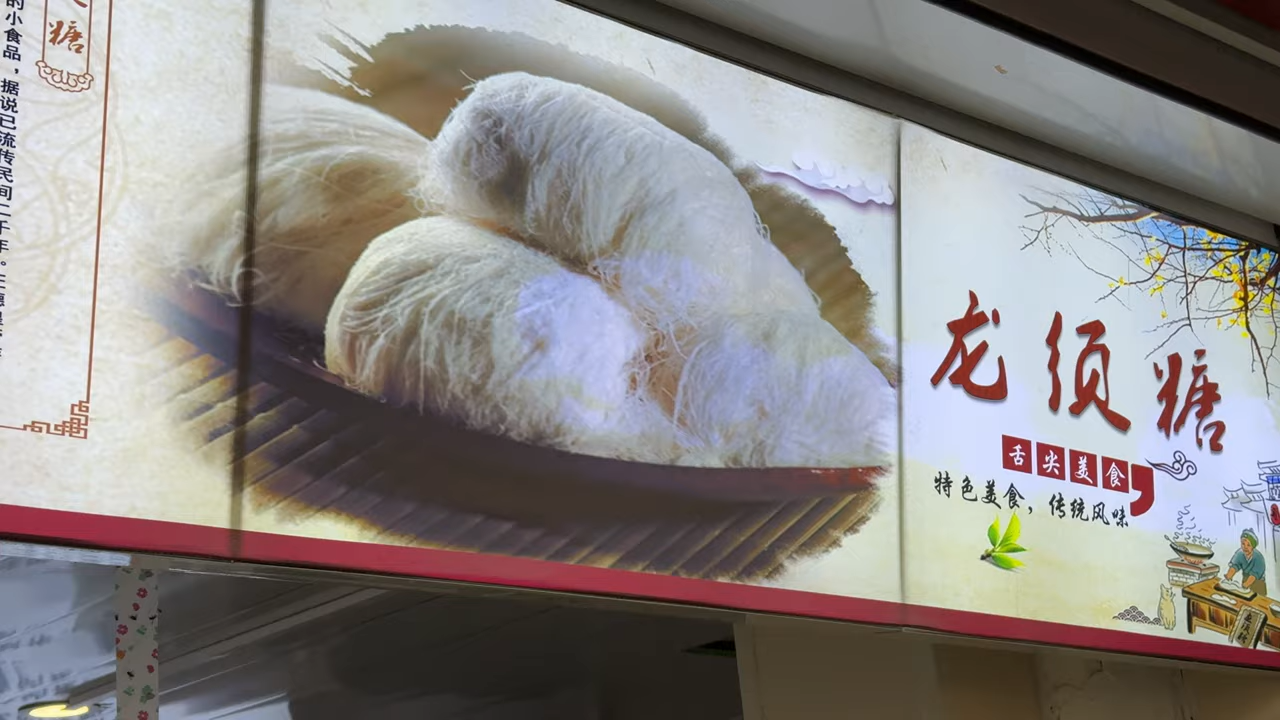 糖
的小食品，据说已流传民间二千年。
龙须糖
舌尖美食
特色美食，传统风味